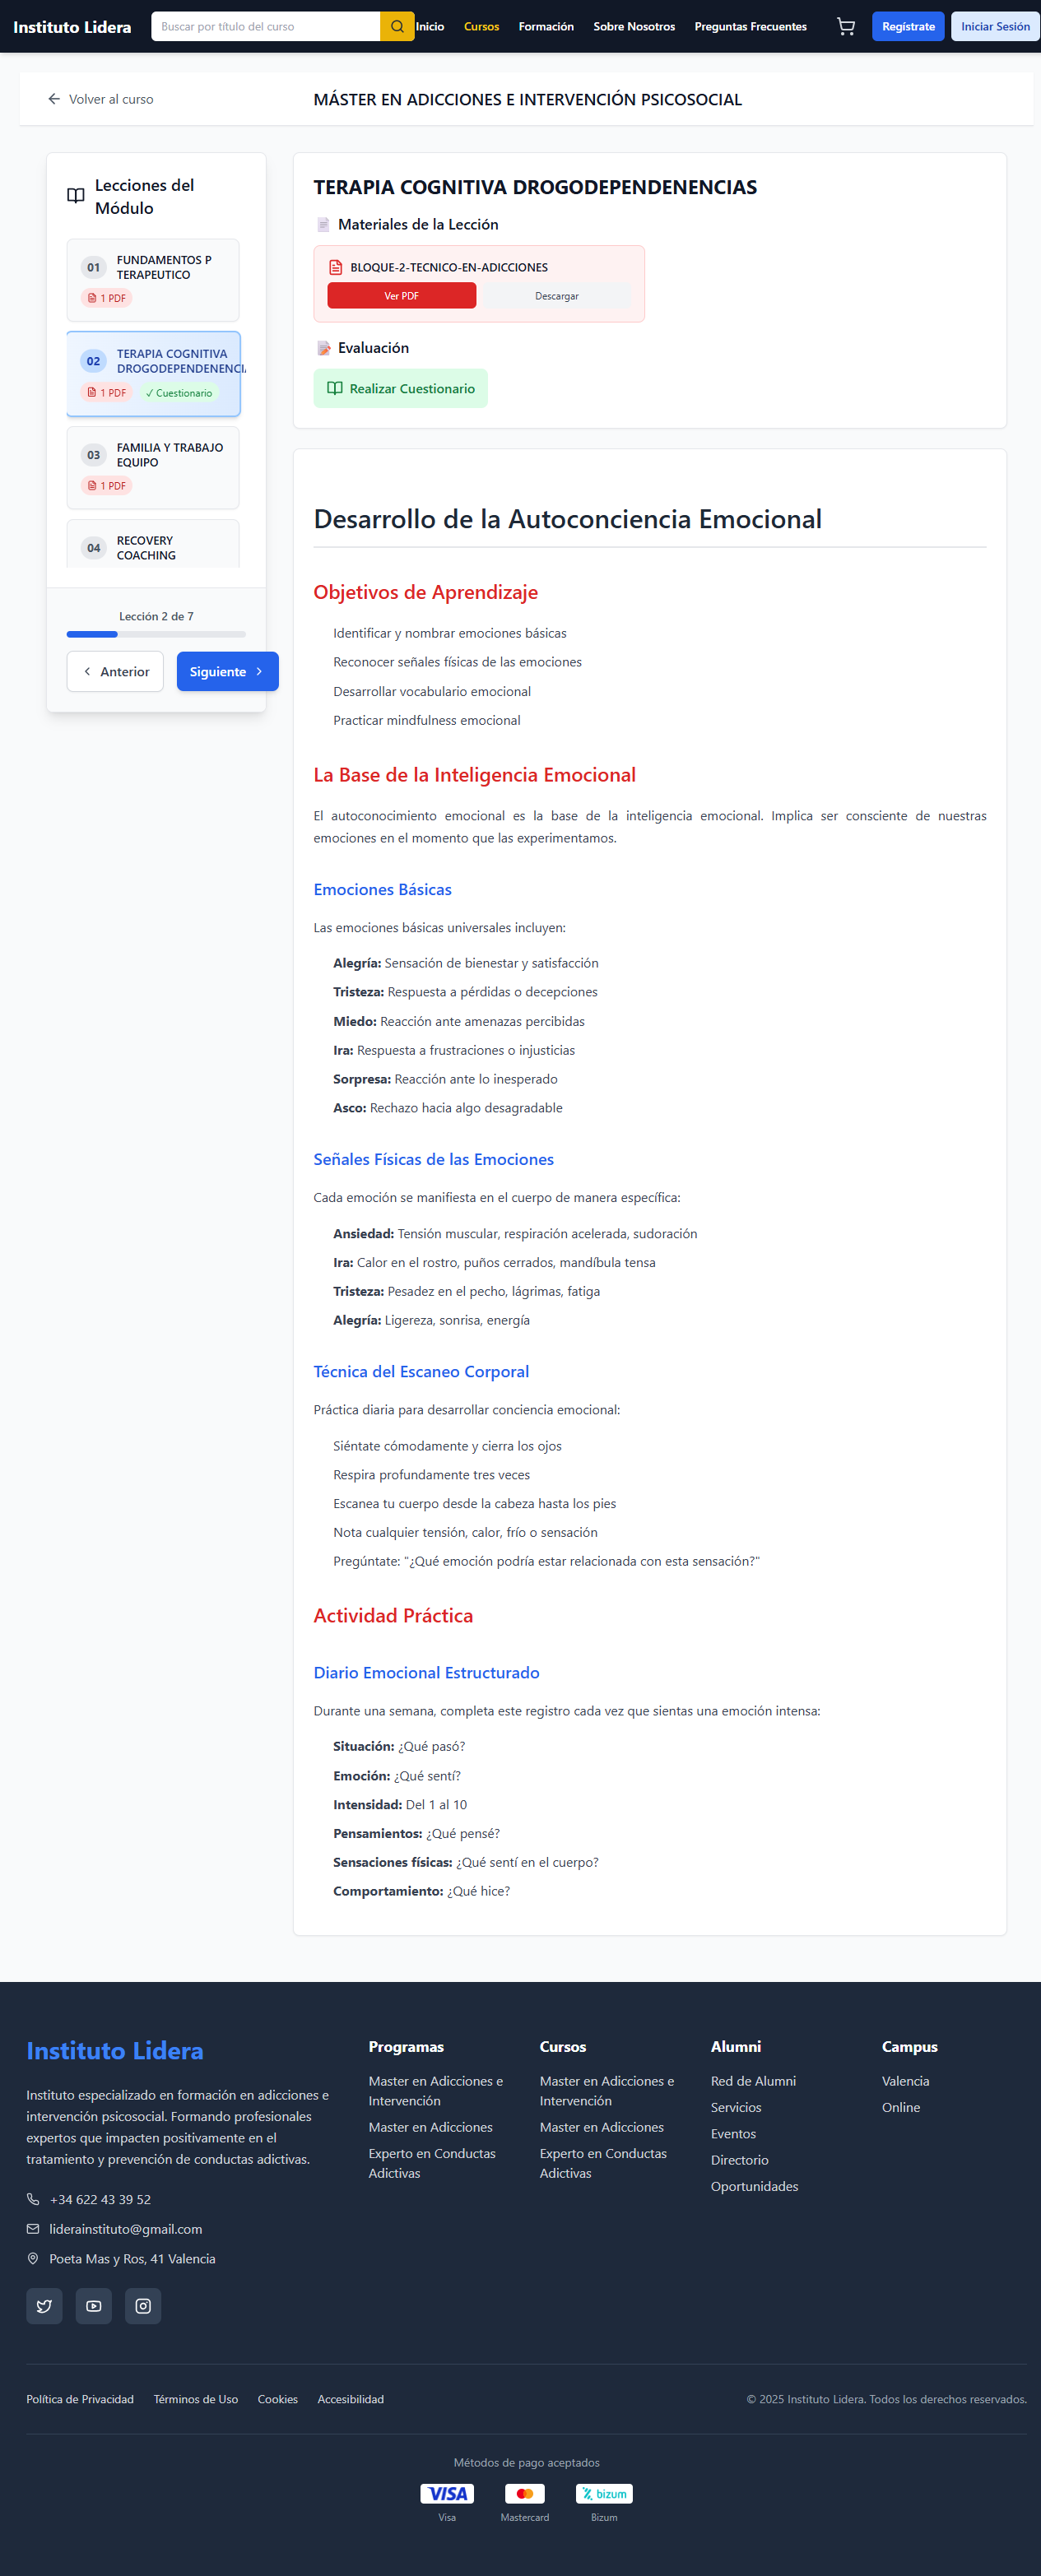 Instituto Lidera
Buscar por título del curso
Inicio
Cursos
Formación
Sobre Nosotros
Preguntas Frecuentes
Regístrate
Iniciar Sesión
Volver al curso
MÁSTER EN ADICCIONES E INTERVENCIÓN PSICOSOCIAL
Lecciones del
Módulo
01
FUNDAMENTOS P
TERAPEUTICO
1 PDF
02
TERAPIA COGNITIVA
DROGODEPENDENENCIA
1 PDF
✓ Cuestionario
03
FAMILIA Y TRABAJO
EQUIPO
1 PDF
04
RECOVERY
COACHING
Lección 2 de 7
Anterior
Siguiente
TERAPIA COGNITIVA DROGODEPENDENENCIAS
Materiales de la Lección
BLOQUE-2-TECNICO-EN-ADICCIONES
Ver PDF
Descargar
Evaluación
Realizar Cuestionario
Desarrollo de la Autoconciencia Emocional
Objetivos de Aprendizaje
Identificar y nombrar emociones básicas
Reconocer señales físicas de las emociones
Desarrollar vocabulario emocional
Practicar mindfulness emocional
La Base de la Inteligencia Emocional
El autoconocimiento emocional es la base de la inteligencia emocional. Implica ser consciente de nuestras
emociones en el momento que las experimentamos.
Emociones Básicas
Las emociones básicas universales incluyen:
Alegría: Sensación de bienestar y satisfacción
Tristeza: Respuesta a pérdidas o decepciones
Miedo: Reacción ante amenazas percibidas
Ira: Respuesta a frustraciones o injusticias
Sorpresa: Reacción ante lo inesperado
Asco: Rechazo hacia algo desagradable
Señales Físicas de las Emociones
Cada emoción se manifiesta en el cuerpo de manera específica:
Ansiedad: Tensión muscular, respiración acelerada, sudoración
Ira: Calor en el rostro, puños cerrados, mandíbula tensa
Tristeza: Pesadez en el pecho, lágrimas, fatiga
Alegría: Ligereza, sonrisa, energía
Técnica del Escaneo Corporal
Práctica diaria para desarrollar conciencia emocional:
Siéntate cómodamente y cierra los ojos
Respira profundamente tres veces
Escanea tu cuerpo desde la cabeza hasta los pies
Nota cualquier tensión, calor, frío o sensación
Pregúntate: "¿Qué emoción podría estar relacionada con esta sensación?"
Actividad Práctica
Diario Emocional Estructurado
Durante una semana, completa este registro cada vez que sientas una emoción intensa:
Situación: ¿Qué pasó?
Emoción: ¿Qué sentí?
Intensidad: Del 1 al 10
Pensamientos: ¿Qué pensé?
Sensaciones físicas: ¿Qué sentí en el cuerpo?
Comportamiento: ¿Qué hice?
Instituto Lidera
Instituto especializado en formación en adicciones e
intervención psicosocial. Formando profesionales
expertos que impacten positivamente en el
tratamiento y prevención de conductas adictivas.
+34 622 43 39 52
liderainstituto@gmail.com
Poeta Mas y Ros, 41 Valencia
Programas
Master en Adicciones e
Intervención
Master en Adicciones
Experto en Conductas
Adictivas
Cursos
Master en Adicciones e
Intervención
Master en Adicciones
Experto en Conductas
Adictivas
Alumni
Red de Alumni
Servicios
Eventos
Directorio
Oportunidades
Campus
Valencia
Online
Política de Privacidad
Términos de Uso
Cookies
Accesibilidad
© 2025 Instituto Lidera. Todos los derechos reservados.
Métodos de pago aceptados
VISA
bizum
Visa
Mastercard
Bizum